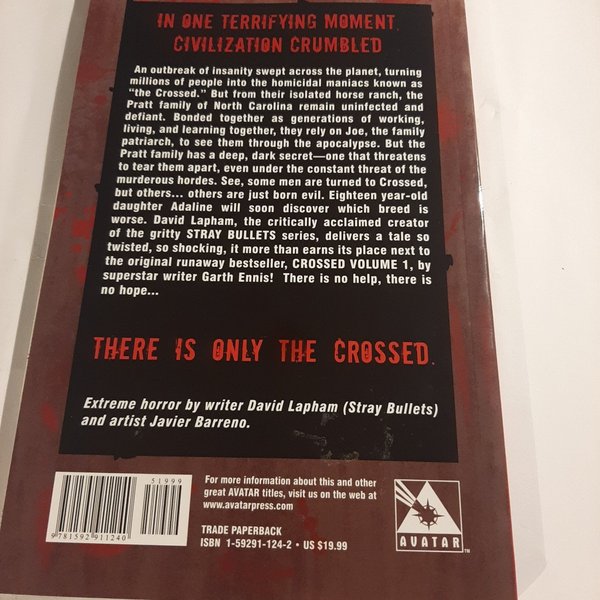 IN ONE TERRIFYING MOMENT
CIVILIZATION CRUMBLED
An outbreak of insanity swept across the planet, turning
millions of people into the homicidal maniacs known as
“the Crossed.” But from their isolated horse ranch, the
Pratt family of North Carolina remain uninfected and
defiant. Bonded together as generations of working,
living, and learning together, they rely on Joe, the family
patriarch, to see them through the apocalypse. But the
Pratt family has a deep, dark secret—one that threatens
to tear them apart, even under the constant threat of the
murderous hordes. See, some men are turned to Crossed,
but others... others are just born evil. Eighteen year-old
daughter Adaline will soon discover which breed is
worse. David Lapham, the critically acclaimed creator
of the gritty STRAY BULLETS series, delivers a tale so
twisted, so shocking, it more than earns its place next to
the original runaway bestseller, CROSSED VOLUME 1, by
superstar writer Garth Ennis! There is no help, there is
no hope...
THERE IS ONLY THE CROSSED.
Extreme horror by writer David Lapham (Stray Bullets)
and artist Javier Barreno.
51999
9781592911240
For more information about this and other
great AVATAR titles, visit us on the web at
www.avatarpress.com
TRADE PAPERBACK
ISBN 1-59291-124-2 • US $19.99
AVATAR™